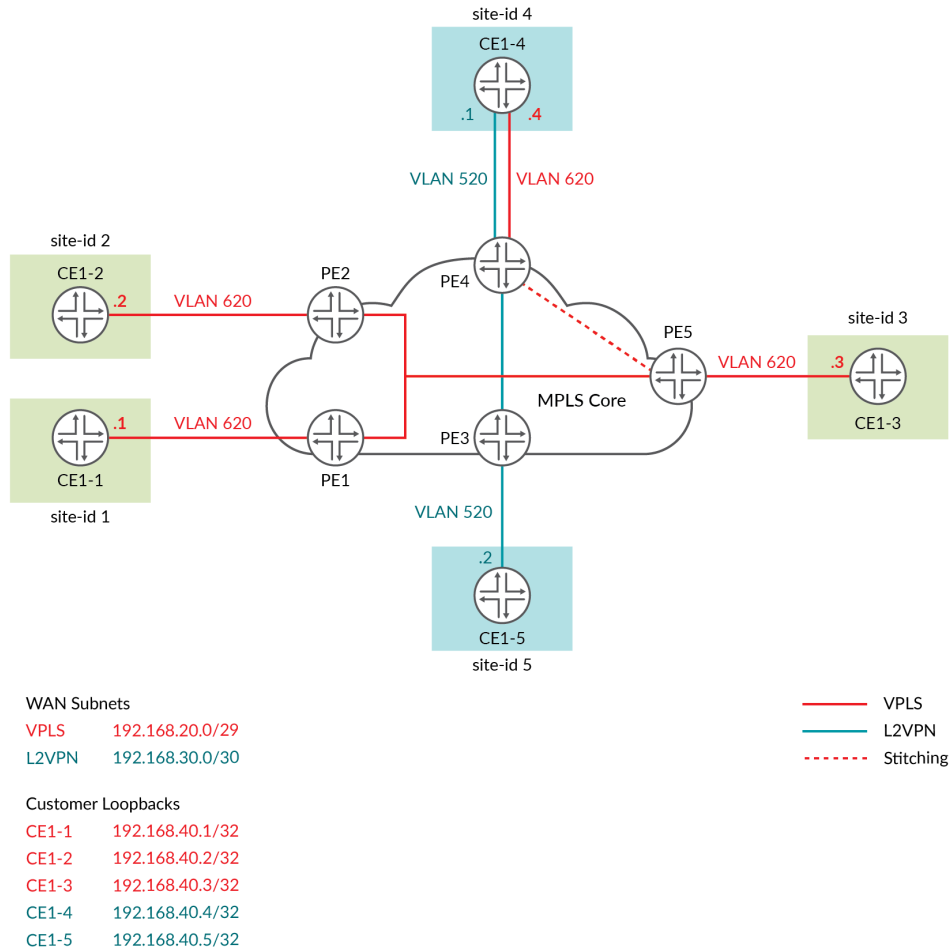 site-id 4
CE1-4
.1
.4
VLAN 520
VLAN 620
site-id 2
CE1-2
.2
VLAN 620
PE2
PE4
PE5
site-id 3
VLAN 620
.3
CE1-3
MPLS Core
.1
VLAN 620
CE1-1
site-id 1
PE1
PE3
VLAN 520
.2
CE1-5
site-id 5
WAN Subnets
VPLS 192.168.20.0/29
L2VPN 192.168.30.0/30
Customer Loopbacks
CE1-1 192.168.40.1/32
CE1-2 192.168.40.2/32
CE1-3 192.168.40.3/32
CE1-4 192.168.40.4/32
CE1-5 192.168.40.5/32
VPLS
L2VPN
Stitching